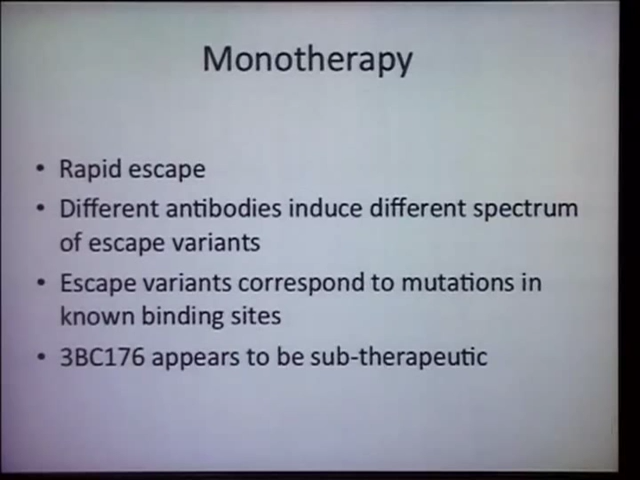 Monotherapy
• Rapid escape
• Different antibodies induce different spectrum
of escape variants
• Escape variants correspond to mutations in
known binding sites
• 3BC176 appears to be sub-therapeutic